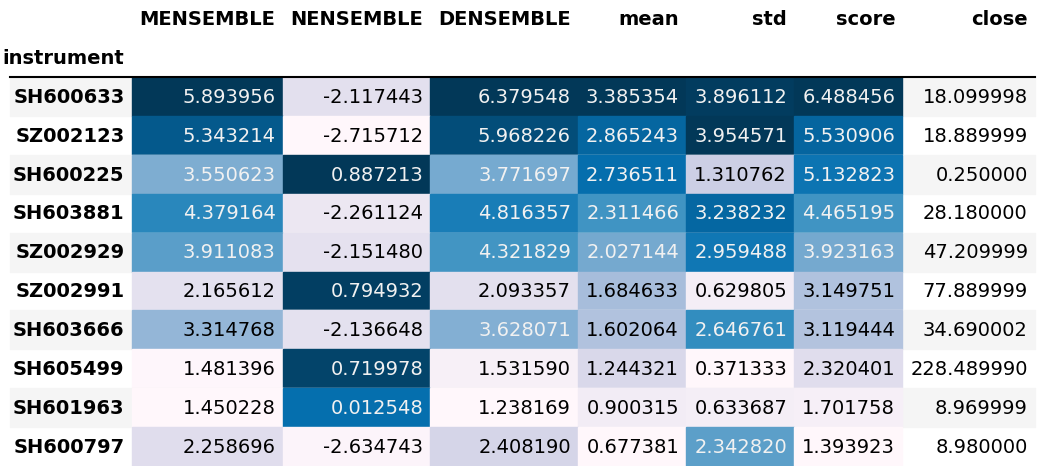 MENSEMBLE NENSEMBLE DENSEMBLE mean std score close
instrument
SH600633 5.893956 -2.117443 6.379548 3.385354 3.896112 6.488456 18.099998
SZ002123 5.343214 -2.715712 5.968226 2.865243 3.954571 5.530906 18.889999
SH600225 3.550623 0.887213 3.771697 2.736511 1.310762 5.132823 0.250000
SH603881 4.379164 -2.261124 4.816357 2.311466 3.238232 4.465195 28.180000
SZ002929 3.911083 -2.151480 4.321829 2.027144 2.959488 3.923163 47.209999
SZ002991 2.165612 0.794932 2.093357 1.684633 0.629805 3.149751 77.889999
SH603666 3.314768 -2.136648 3.628071 1.602064 2.646761 3.119444 34.690002
SH605499 1.481396 0.719978 1.531590 1.244321 0.371333 2.320401 228.489990
SH601963 1.450228 0.012548 1.238169 0.900315 0.633687 1.701758 8.969999
SH600797 2.258696 -2.634743 2.408190 0.677381 2.342820 1.393923 8.980000